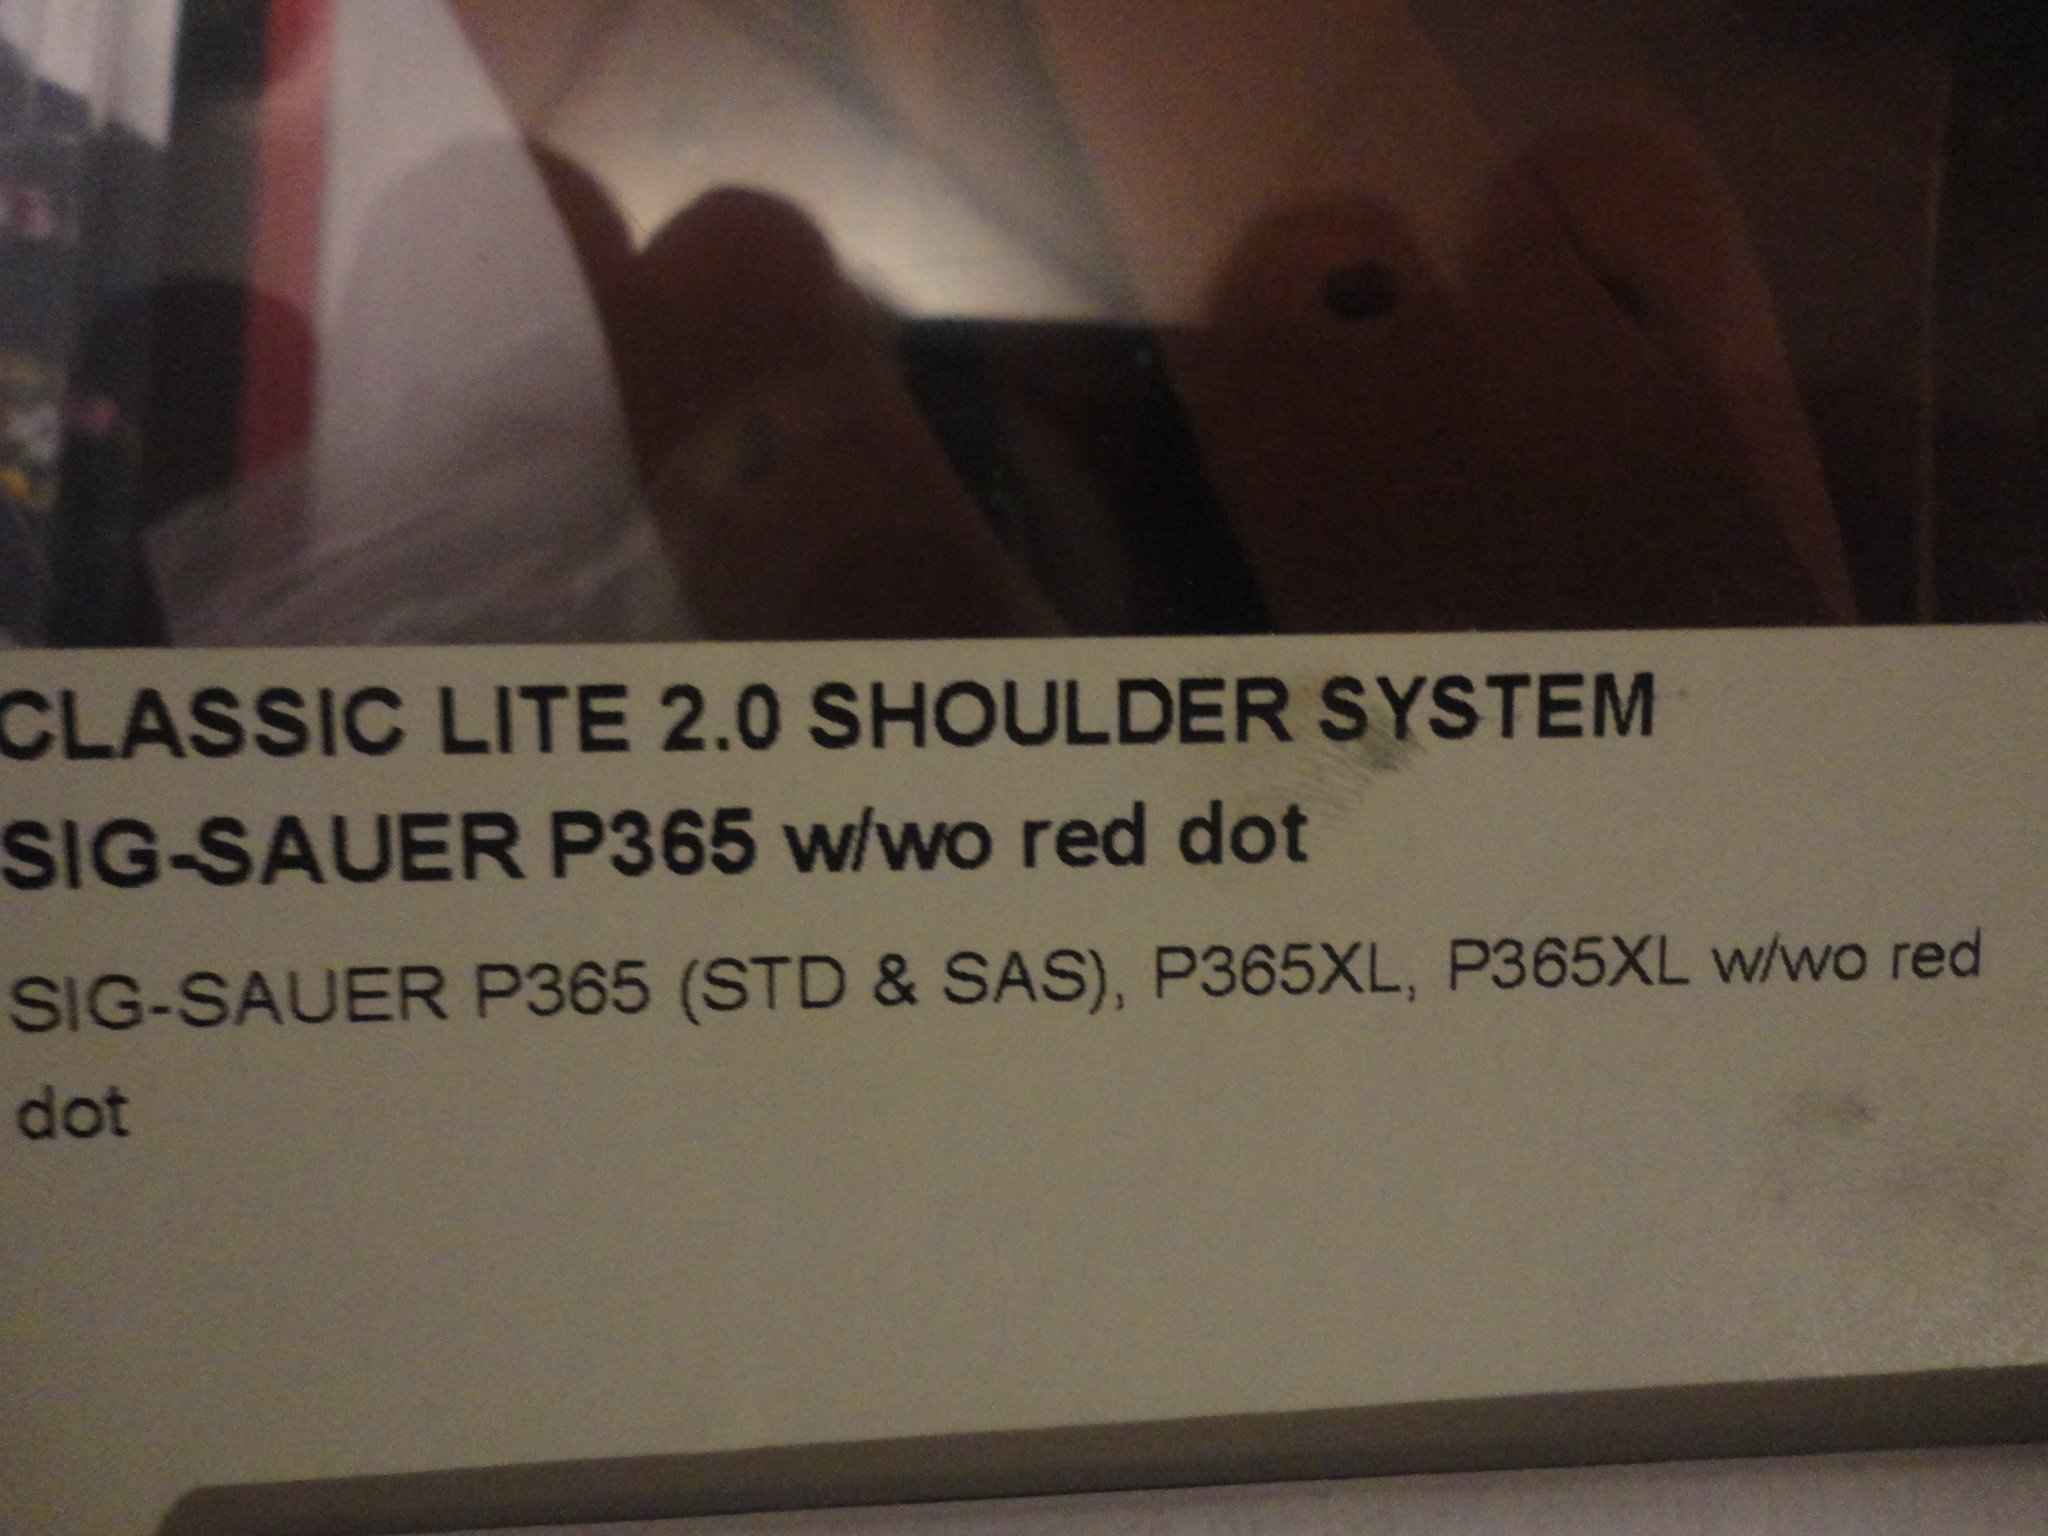 CLASSIC LITE 2.0 SHOULDER SYSTEM
SIG-SAUER P365 w/wo red dot
SIG-SAUER P365 (STD & SAS), P365XL, P365XL w/wo red
dot